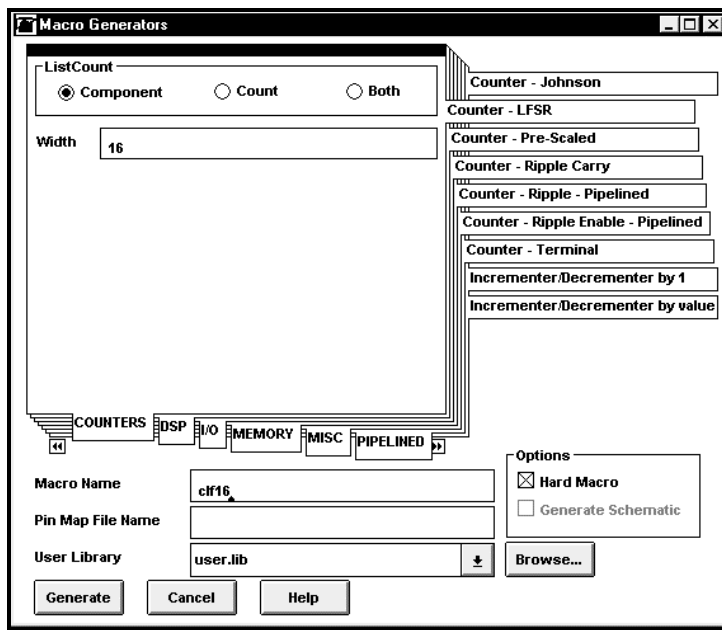 Macro Generators
ListCount
Component Count Both
Width 16
Counter - Johnson
Counter - LFSR
Counter - Pre-Scaled
Counter - Ripple Carry
Counter - Ripple - Pipelined
Counter - Ripple Enable - Pipelined
Counter - Terminal
Incrementer/Decrementer by 1
Incrementer/Decrementer by value
COUNTERS DSP I/O MEMORY MISC PIPELINED
Macro Name clf16
Pin Map File Name
User Library user.lib
Options
Hard Macro
Generate Schematic
Browse...
Generate Cancel Help